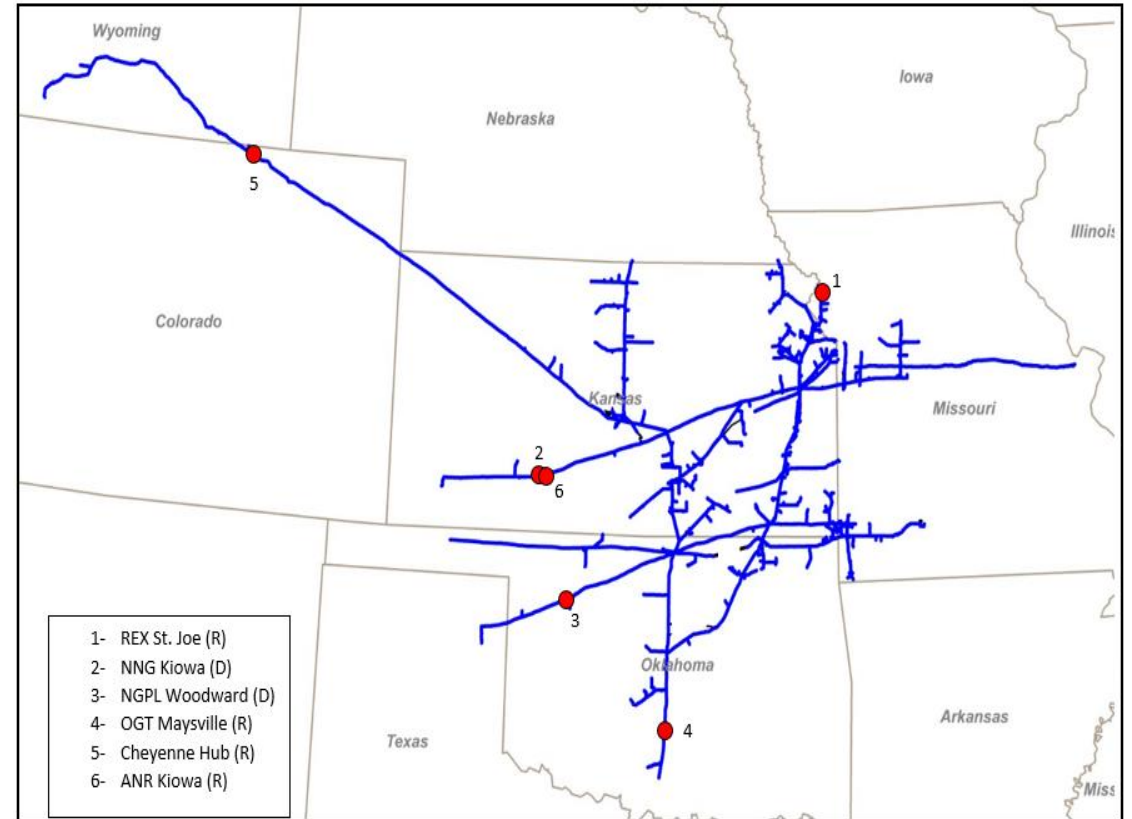 Wyoming
Iowa
Nebraska
5
Illinois
1
Colorado
Kansas
Missouri
2
6
3
1- REX St. Joe (R)
2- NNG Kiowa (D)
3- NGPL Woodward (D)
4- OGT Maysville (R)
5- Cheyenne Hub (R)
6- ANR Kiowa (R)
Oklahoma
4
Texas
Arkansas
Miss